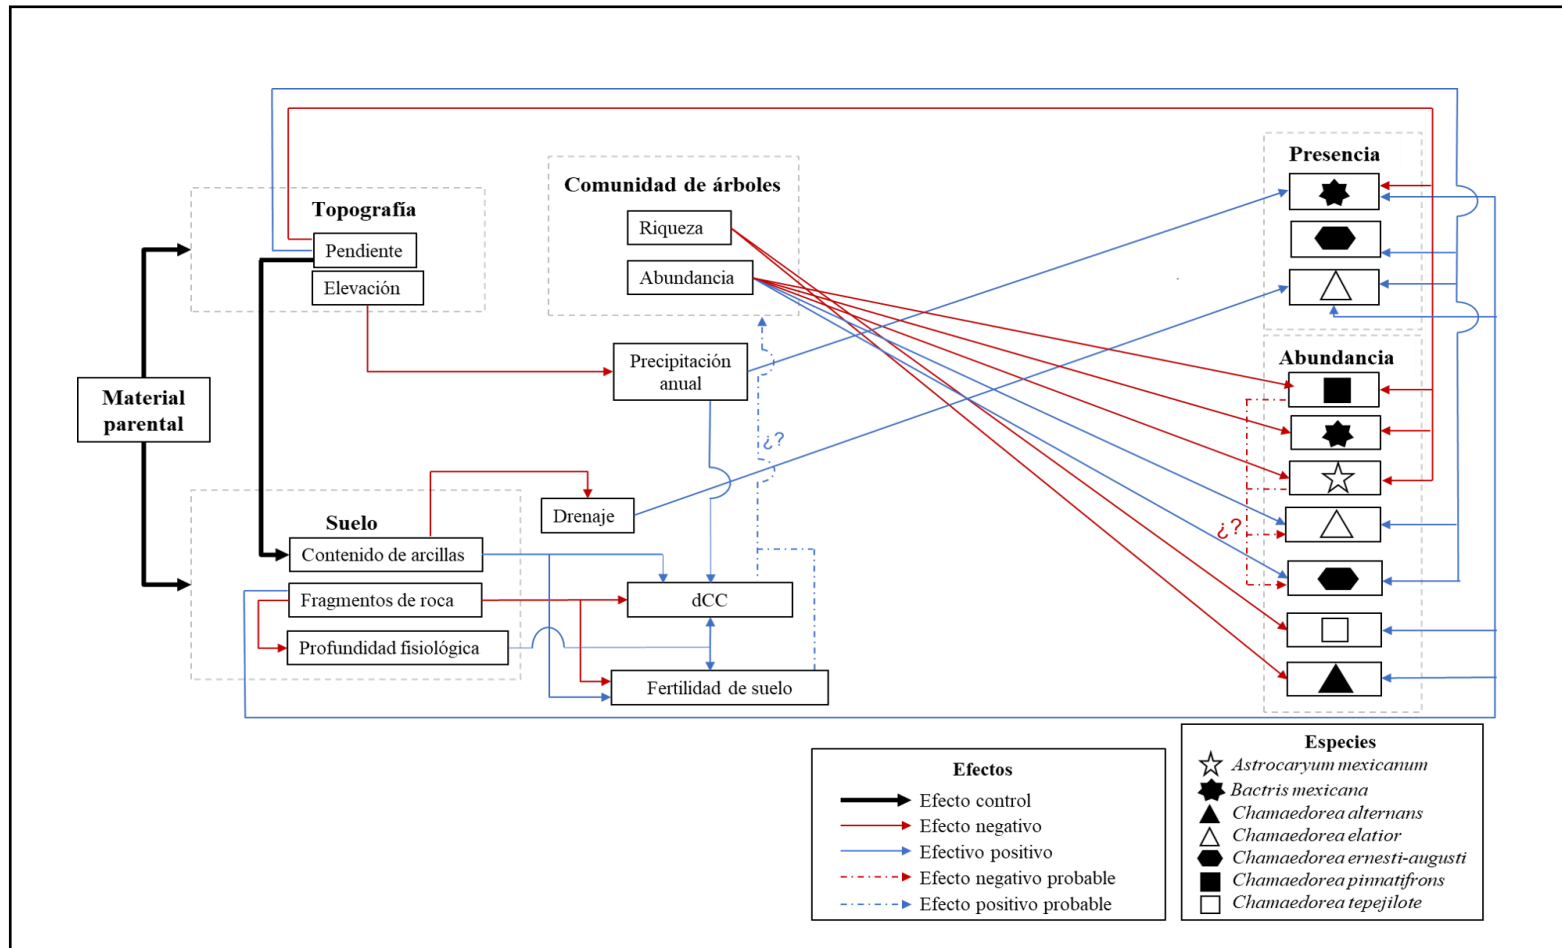 Topografía
Pendiente
Elevación
Comunidad de árboles
Riqueza
Abundancia
Presencia
Material
parental
Precipitación
anual
¿?
Abundancia
¿?
Suelo
Contenido de arcillas
Fragmentos de roca
Profundidad fisiológica
Drenaje
dCC
Fertilidad de suelo
Efectos
Efecto control
Efecto negativo
Efectivo positivo
Efecto negativo probable
Efecto positivo probable
Especies
Astrocaryum mexicanum
Bactris mexicana
Chamaedorea alternans
Chamaedorea elatior
Chamaedorea ernesti-augusti
Chamaedorea pinnatifrons
Chamaedorea tepejilote